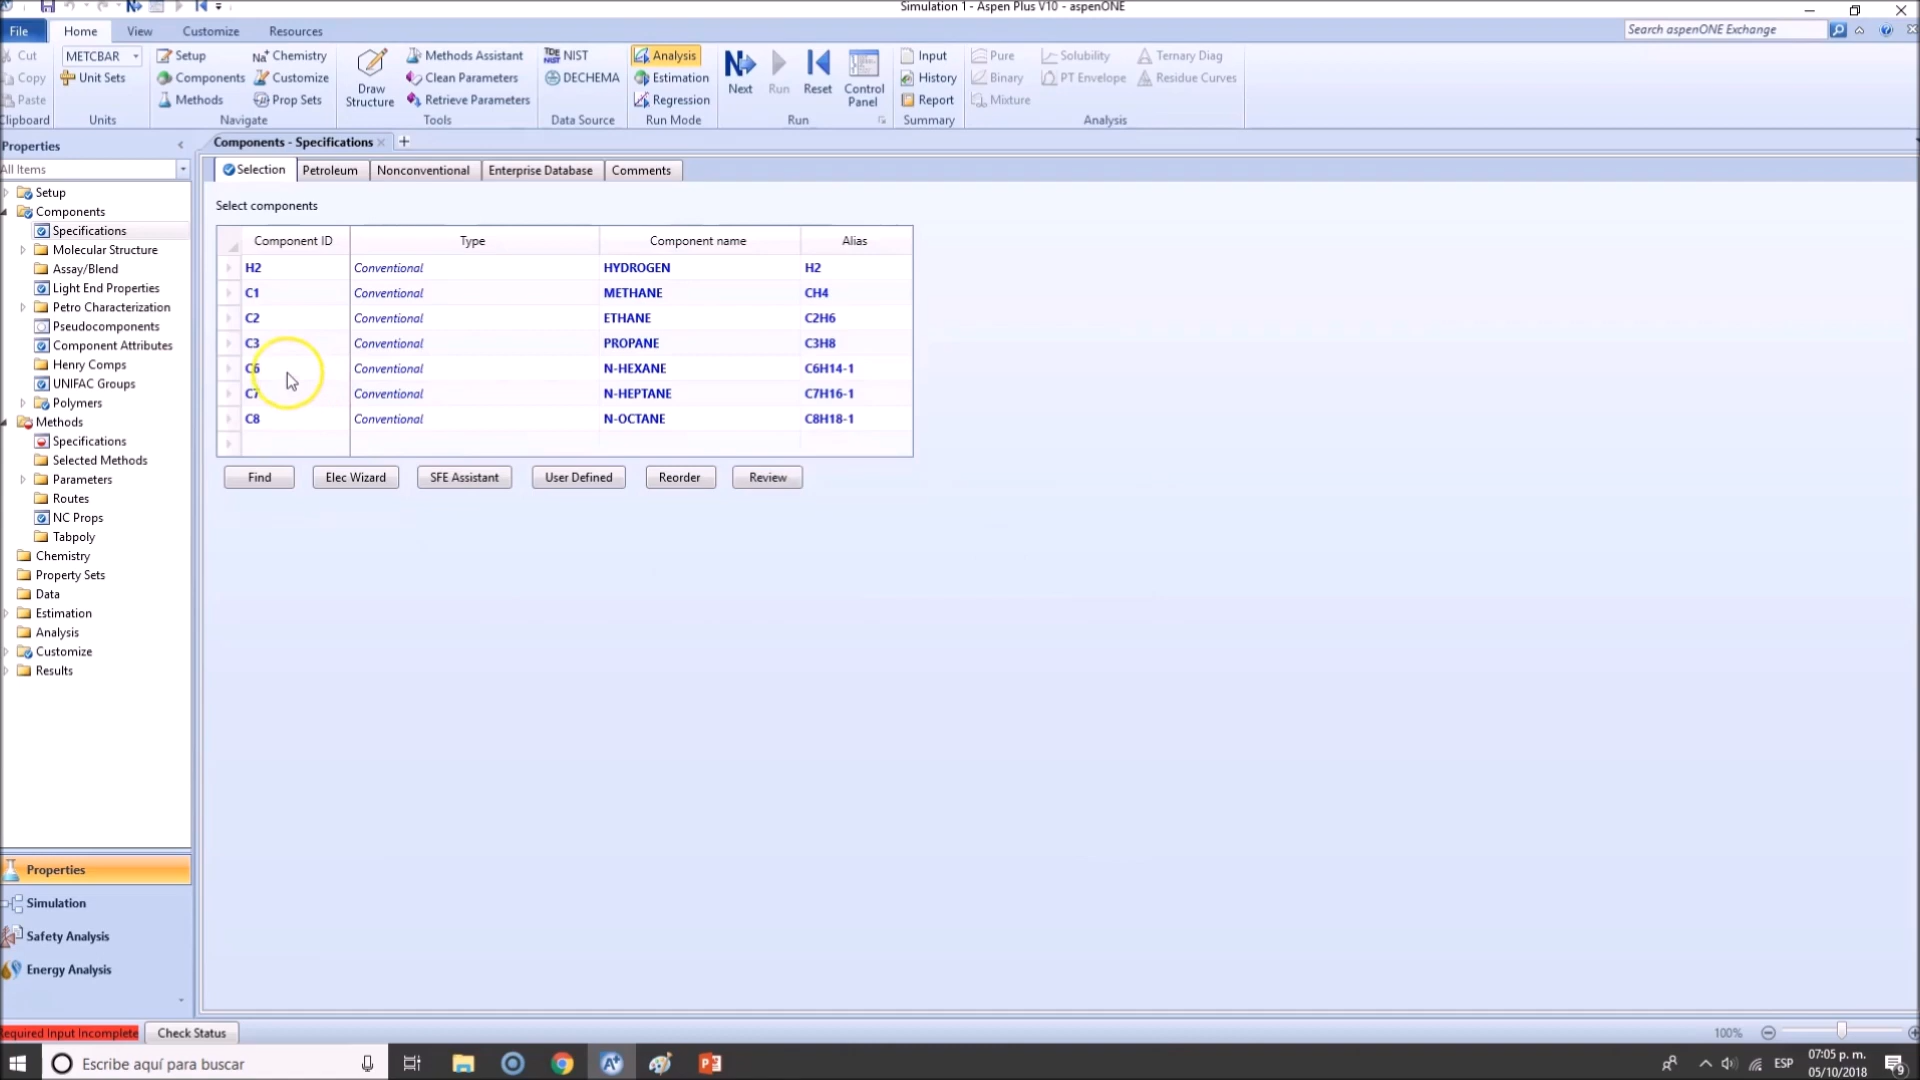 Simulation 1 - Aspen Plus V10 - aspenONE
File Home View Customize Resources Search aspenONE Exchange
Cut METCBAR Setup Na+ Chemistry Methods Assistant NIST Analysis Input Pure Solubility Ternary Diag
Copy Unit Sets Components Customize Clean Parameters DECHEMA Estimation History Binary PT Envelope Residue Curves
Paste Methods Prop Sets Draw Structure Retrieve Parameters Regression Next Run Reset Control Panel Report Mixture
Clipboard Units Navigate Tools Data Source Run Mode Run Summary Analysis
Properties
All Items
Setup
Components
Specifications
Molecular Structure
Assay/Blend
Light End Properties
Petro Characterization
Pseudocomponents
Component Attributes
Henry Comps
UNIFAC Groups
Polymers
Methods
Specifications
Selected Methods
Parameters
Routes
NC Props
Tabpoly
Chemistry
Property Sets
Data
Estimation
Analysis
Customize
Results
Properties
Simulation
Safety Analysis
Energy Analysis
Components - Specifications
Selection Petroleum Nonconventional Enterprise Database Comments
Select components
Component ID Type Component name Alias
H2 Conventional HYDROGEN H2
C1 Conventional METHANE CH4
C2 Conventional ETHANE C2H6
C3 Conventional PROPANE C3H8
C6 Conventional N-HEXANE C6H14-1
C7 Conventional N-HEPTANE C7H16-1
C8 Conventional N-OCTANE C8H18-1
Find Elec Wizard SFE Assistant User Defined Reorder Review
Required Input Incomplete Check Status 100%
Escribe aquí para buscar ESP 07:05 p. m.
05/10/2018